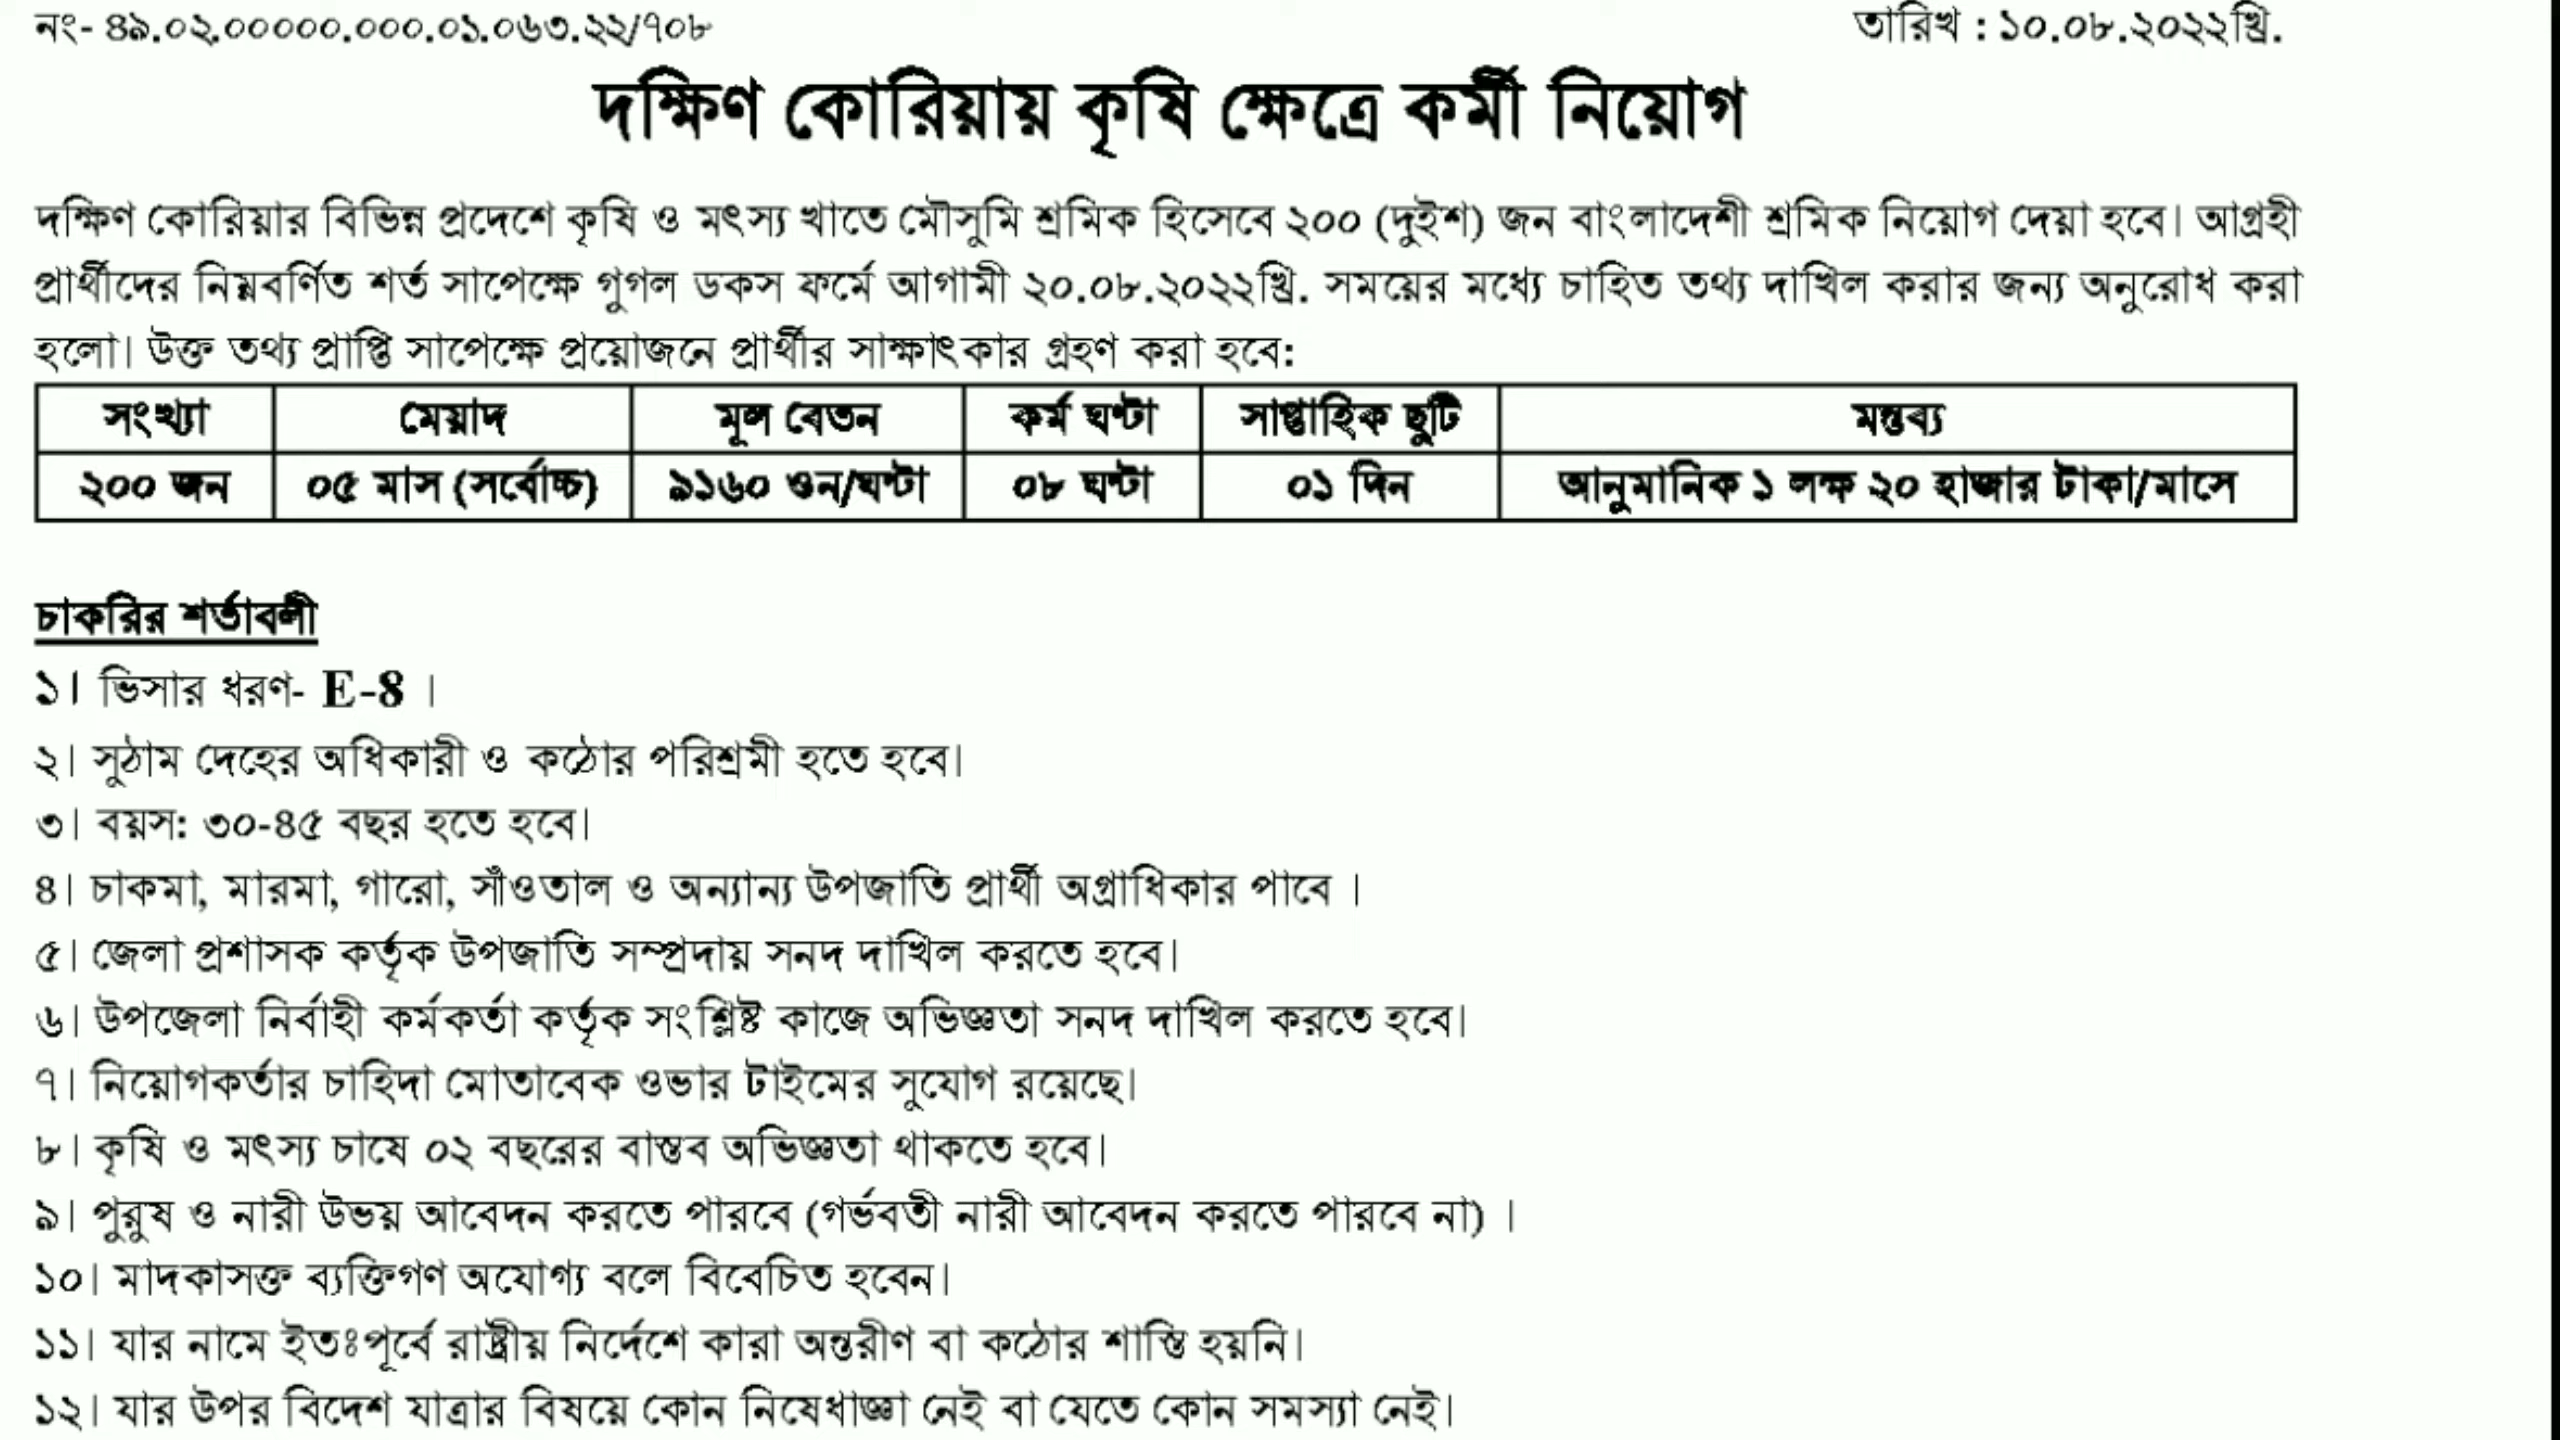 নং- ৪৯.০২.০০০০০.০০০.০১.০৬৩.২২/৭০৮
তারিখ : ১০.০৮.২০২২খ্রি.
দক্ষিণ কোরিয়ায় কৃষি ক্ষেত্রে কর্মী নিয়োগ
দক্ষিণ কোরিয়ার বিভিন্ন প্রদেশে কৃষি ও মৎস্য খাতে মৌসুমি শ্রমিক হিসেবে ২০০ (দুইশ) জন বাংলাদেশী শ্রমিক নিয়োগ দেয়া হবে। আগ্রহী
প্রার্থীদের নিম্নবর্ণিত শর্ত সাপেক্ষে গুগল ডকস ফর্মে আগামী ২০.০৮.২০২২খ্রি. সময়ের মধ্যে চাহিত তথ্য দাখিল করার জন্য অনুরোধ করা
হলো। উক্ত তথ্য প্রাপ্তি সাপেক্ষে প্রয়োজনে প্রার্থীর সাক্ষাৎকার গ্রহণ করা হবে:
সংখ্যা মেয়াদ মূল বেতন কর্ম ঘণ্টা সাপ্তাহিক ছুটি মন্তব্য
২০০ জন ০৫ মাস (সর্বোচ্চ) ৯১৬০ ওন/ঘণ্টা ০৮ ঘণ্টা ০১ দিন আনুমানিক ১ লক্ষ ২০ হাজার টাকা/মাসে
চাকরির শর্তাবলী
১। ভিসার ধরণ- E-8 ।
২। সুঠাম দেহের অধিকারী ও কঠোর পরিশ্রমী হতে হবে।
৩। বয়স: ৩০-৪৫ বছর হতে হবে।
৪। চাকমা, মারমা, গারো, সাঁওতাল ও অন্যান্য উপজাতি প্রার্থী অগ্রাধিকার পাবে ।
৫। জেলা প্রশাসক কর্তৃক উপজাতি সম্প্রদায় সনদ দাখিল করতে হবে।
৬। উপজেলা নির্বাহী কর্মকর্তা কর্তৃক সংশ্লিষ্ট কাজে অভিজ্ঞতা সনদ দাখিল করতে হবে।
৭। নিয়োগকর্তার চাহিদা মোতাবেক ওভার টাইমের সুযোগ রয়েছে।
৮। কৃষি ও মৎস্য চাষে ০২ বছরের বাস্তব অভিজ্ঞতা থাকতে হবে।
৯। পুরুষ ও নারী উভয় আবেদন করতে পারবে (গর্ভবতী নারী আবেদন করতে পারবে না) ।
১০। মাদকাসক্ত ব্যক্তিগণ অযোগ্য বলে বিবেচিত হবেন।
১১। যার নামে ইতঃপূর্বে রাষ্ট্রীয় নির্দেশে কারা অন্তরীণ বা কঠোর শাস্তি হয়নি।
১২। যার উপর বিদেশ যাত্রার বিষয়ে কোন নিষেধাজ্ঞা নেই বা যেতে কোন সমস্যা নেই।